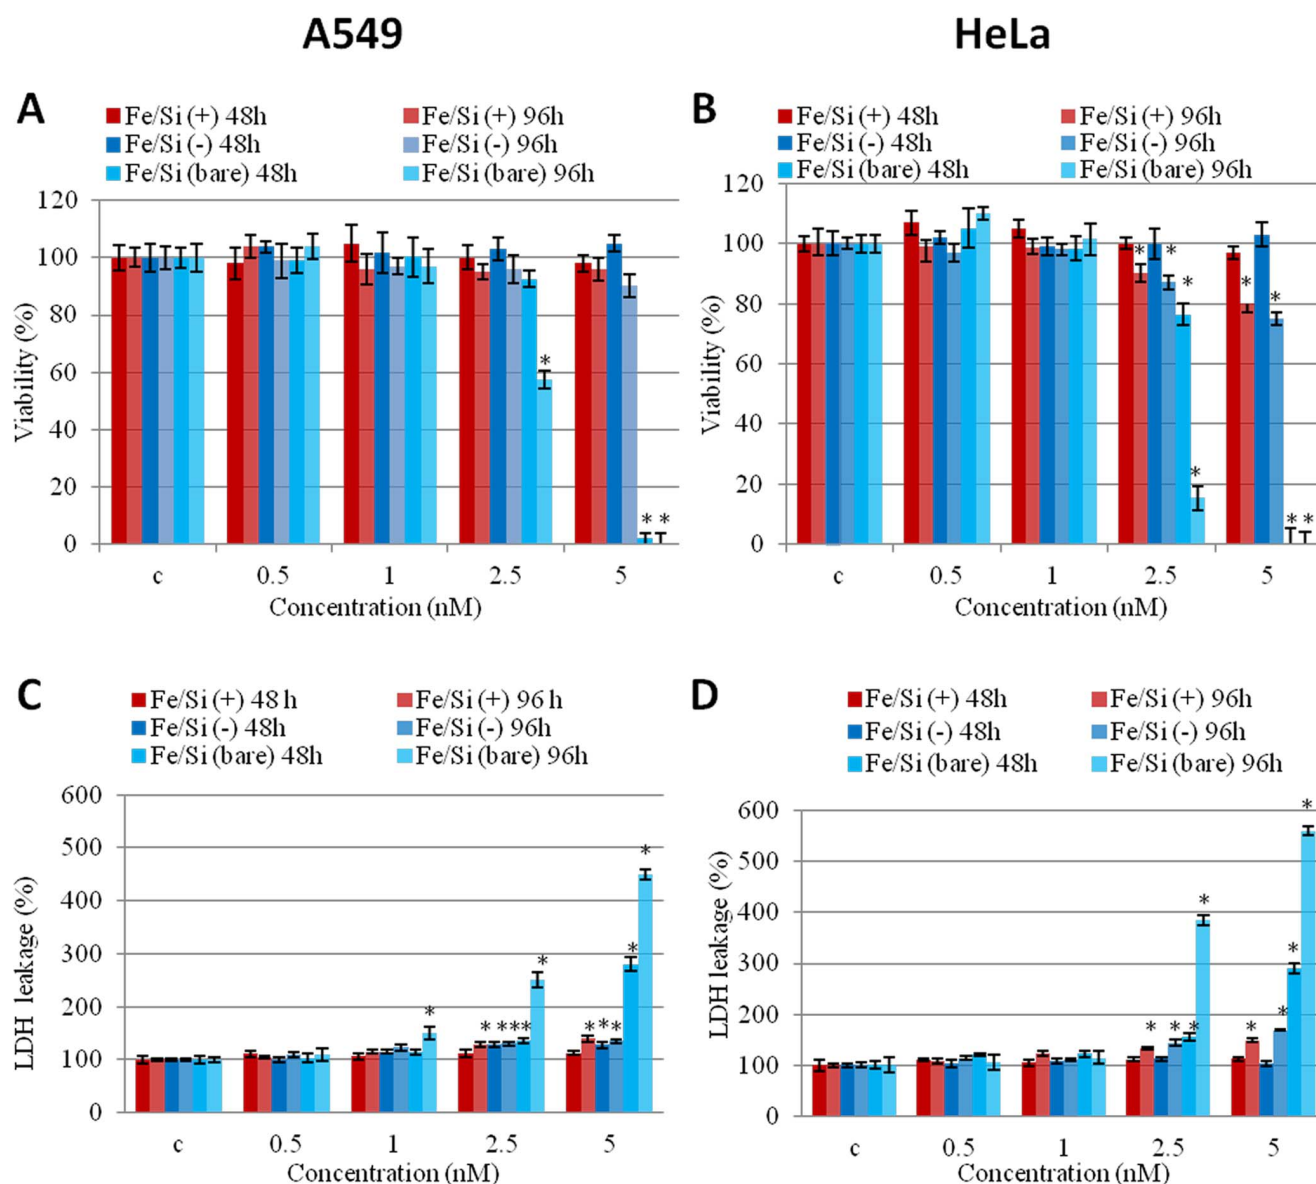 A549
HeLa
A
Fe/Si (+) 48h
Fe/Si (+) 96h
Fe/Si (-) 48h
Fe/Si (-) 96h
Fe/Si (bare) 48h
Fe/Si (bare) 96h
Viability (%)
120
100
80
60
40
20
0
*
* *
c
0.5
1
2.5
5
Concentration (nM)
B
Fe/Si (+) 48h
Fe/Si (+) 96h
Fe/Si (-) 48h
Fe/Si (-) 96h
Fe/Si (bare) 48h
Fe/Si (bare) 96h
Viability (%)
120
100
80
60
40
20
0
* * * *
* * * *
c
0.5
1
2.5
5
Concentration (nM)
C
Fe/Si (+) 48 h
Fe/Si (+) 96 h
Fe/Si (-) 48h
Fe/Si (-) 96h
Fe/Si (bare) 48h
Fe/Si (bare) 96h
LDH leakage (%)
600
500
400
300
200
100
0
*
* * * * *
* * * * *
c
0.5
1
2.5
5
Concentration (nM)
D
Fe/Si (+) 48h
Fe/Si (+) 96h
Fe/Si (-) 48h
Fe/Si (-) 96h
Fe/Si (bare) 48h
Fe/Si (bare) 96h
LDH leakage (%)
600
500
400
300
200
100
0
* * * *
* * * *
c
0.5
1
2.5
5
Concentration (nM)